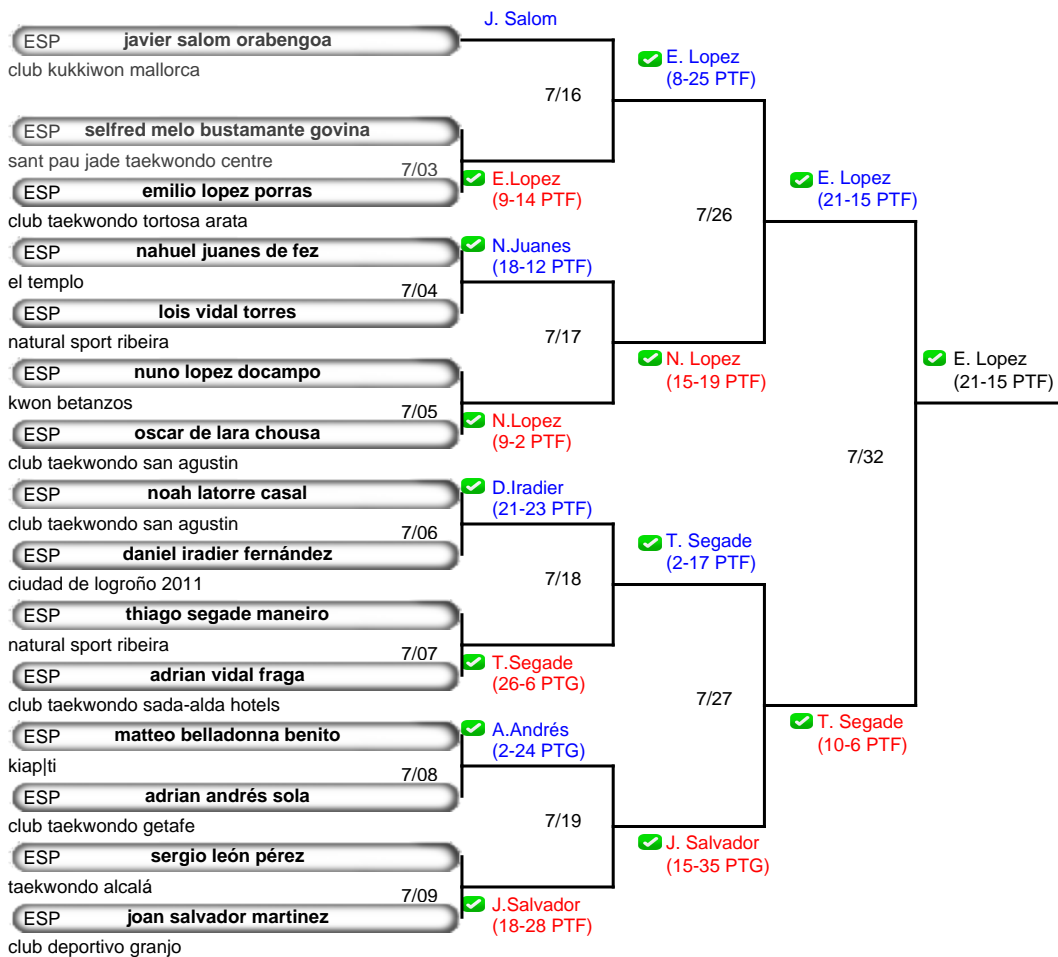 J. Salom
ESP javier salom orabengoa
club kukkiwon mallorca
E. Lopez
(8-25 PTF)
7/16
ESP selfred melo bustamante govina
sant pau jade taekwondo centre
7/03
E.Lopez
(9-14 PTF)
ESP emilio lopez porras
club taekwondo tortosa arata
E. Lopez
(21-15 PTF)
7/26
ESP nahuel juanes de fez
el templo
N.Juanes
(18-12 PTF)
7/04
ESP lois vidal torres
natural sport ribeira
7/17
N. Lopez
(15-19 PTF)
E. Lopez
(21-15 PTF)
ESP nuno lopez docampo
kwon betanzos
7/05
N.Lopez
(9-2 PTF)
ESP oscar de lara chousa
club taekwondo san agustin
7/32
ESP noah latorre casal
club taekwondo san agustin
D.Iradier
(21-23 PTF)
7/06
ESP daniel iradier fernández
ciudad de logroño 2011
T. Segade
(2-17 PTF)
7/18
ESP thiago segade maneiro
natural sport ribeira
7/07
T.Segade
(26-6 PTG)
ESP adrian vidal fraga
club taekwondo sada-alda hotels
7/27
T. Segade
(10-6 PTF)
ESP matteo belladonna benito
kiap|ti
A.Andrés
(2-24 PTG)
7/08
ESP adrian andrés sola
club taekwondo getafe
7/19
J. Salvador
(15-35 PTG)
ESP sergio león pérez
taekwondo alcalá
7/09
J.Salvador
(18-28 PTF)
ESP joan salvador martinez
club deportivo granjo